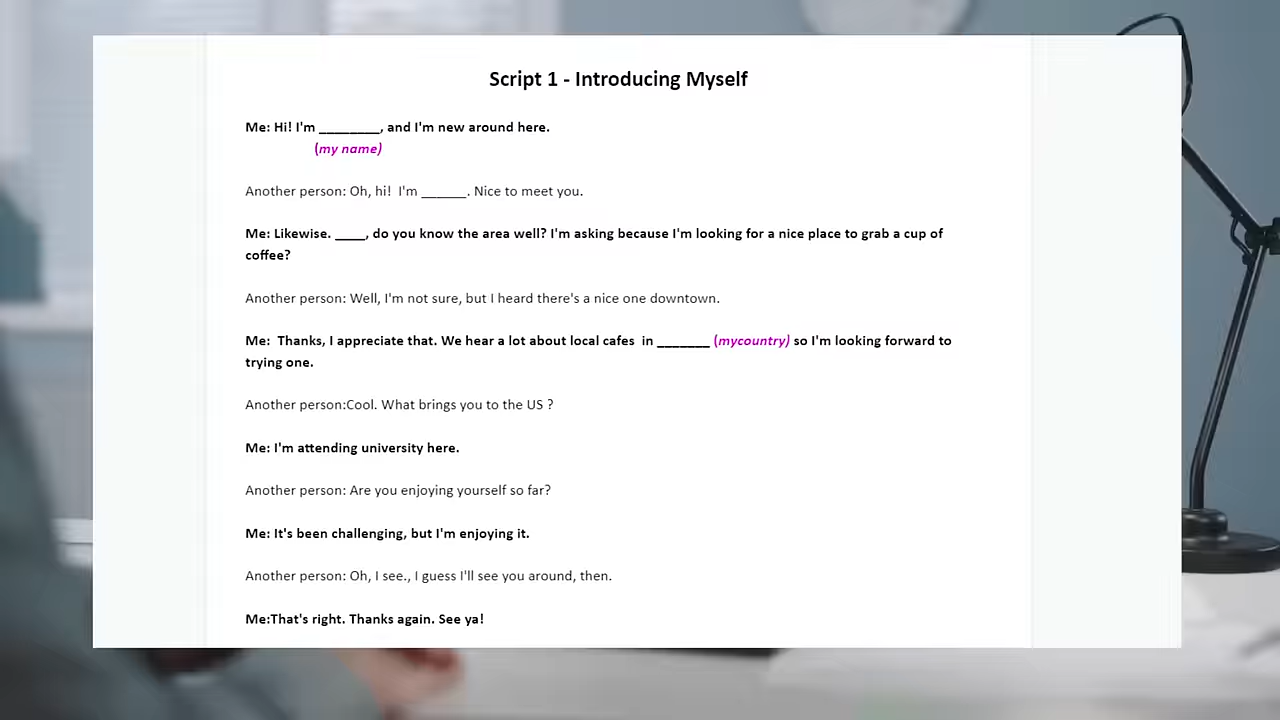 Script 1 - Introducing Myself
Me: Hi! I'm ________, and I'm new around here.
(my name)
Another person: Oh, hi!  I'm ______. Nice to meet you.
Me: Likewise. ____, do you know the area well? I'm asking because I'm looking for a nice place to grab a cup of
coffee?
Another person: Well, I'm not sure, but I heard there's a nice one downtown.
Me:  Thanks, I appreciate that. We hear a lot about local cafes  in _______ (mycountry) so I'm looking forward to
trying one.
Another person:Cool. What brings you to the US ?
Me: I'm attending university here.
Another person: Are you enjoying yourself so far?
Me: It's been challenging, but I'm enjoying it.
Another person: Oh, I see., I guess I'll see you around, then.
Me:That's right. Thanks again. See ya!